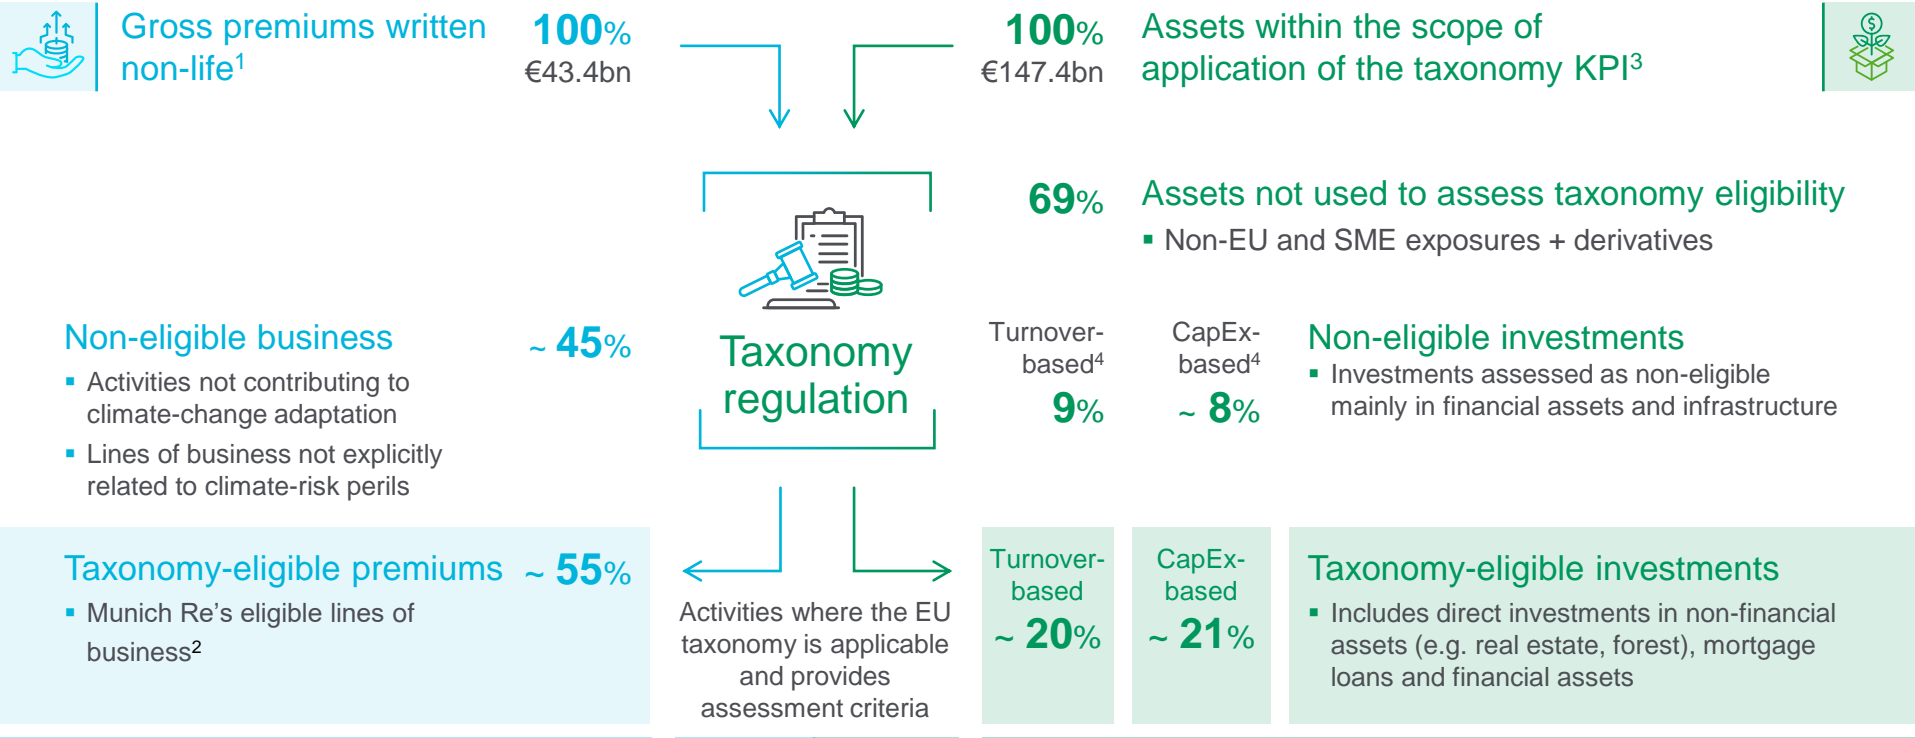 Gross premiums written
non-life1
100%
€43.4bn
100%
€147.4bn
Assets within the scope of
application of the taxonomy KPI3
69%
Assets not used to assess taxonomy eligibility
▪ Non-EU and SME exposures + derivatives
Non-eligible business
~ 45%
▪ Activities not contributing to
climate-change adaptation
▪ Lines of business not explicitly
related to climate-risk perils
Taxonomy
regulation
Turnover-
based4
9%
CapEx-
based4
~ 8%
Non-eligible investments
▪ Investments assessed as non-eligible
mainly in financial assets and infrastructure
Taxonomy-eligible premiums
~ 55%
▪ Munich Re's eligible lines of
business2
Activities where the EU
taxonomy is applicable
and provides
assessment criteria
Turnover-
based
~ 20%
CapEx-
based
~ 21%
Taxonomy-eligible investments
▪ Includes direct investments in non-financial
assets (e.g. real estate, forest), mortgage
loans and financial assets